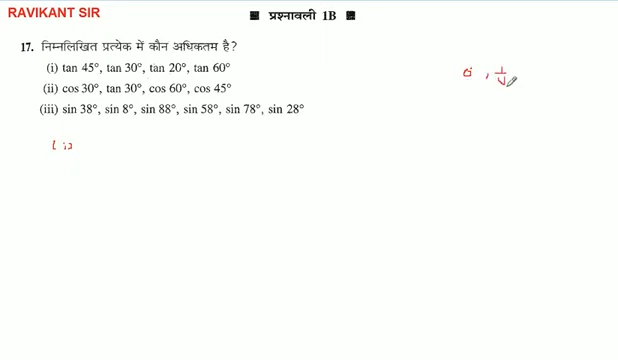 RAVIKANT SIR
प्रश्नावली 1B
17. निम्नलिखित प्रत्येक में कौन अधिकतम है?
(i) tan 45°, tan 30°, tan 20°, tan 60°
(ii) cos 30°, tan 30°, cos 60°, cos 45°
(iii) sin 38°, sin 8°, sin 88°, sin 58°, sin 78°, sin 28°
(i)
0, 1/√